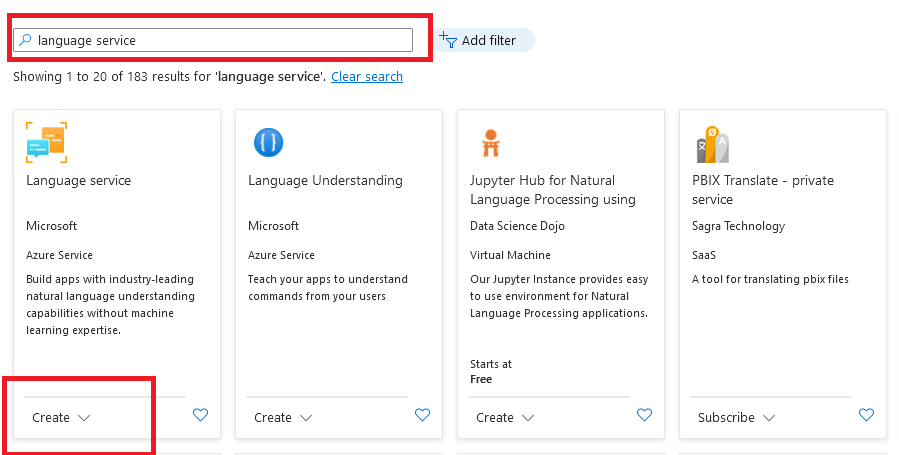 language service
Add filter
Showing 1 to 20 of 183 results for 'language service'. Clear search
Language service
Microsoft
Azure Service
Build apps with industry-leading
natural language understanding
capabilities without machine
learning expertise.
Create
Language Understanding
Microsoft
Azure Service
Teach your apps to understand
commands from your users
Create
Jupyter Hub for Natural
Language Processing using
Data Science Dojo
Virtual Machine
Our Jupyter Instance provides easy
to use environment for Natural
Language Processing applications.
Starts at
Free
Create
PBIX Translate - private
service
Sagra Technology
SaaS
A tool for translating pbix files
Subscribe